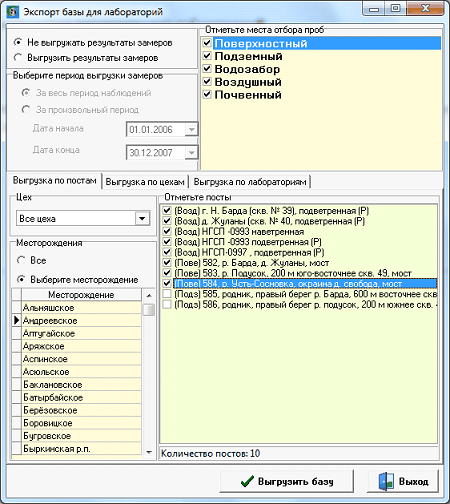 Экспорт базы для лабораторий
Не выгружать результаты замеров
Выгрузить результаты замеров
Выберите период выгрузки замеров
За весь период наблюдений
За произвольный период
Дата начала 01.01.2006
Дата конца 30.12.2007
Отметьте места отбора проб
Поверхностный
Подземный
Водозабор
Воздушный
Почвенный
Выгрузка по постам
Выгрузка по цехам
Выгрузка по лабораториям
Цех
Все цеха
Месторождения
Все
Выберите месторождение
Месторождение
Альняшское
Андреевское
Аптугайское
Аряжское
Аспинское
Асюльское
Баклановское
Батырбайское
Берёзовское
Боровицкое
Бугровское
Быркинская р.п.
Отметьте посты
(Возд) г. Н. Барда (скв. № 39), подветренная (Р)
(Возд) д. Жуланы (скв. № 40, подветренная (Р)
(Возд) НГСП -0993 наветренная
(Возд) НГСП -0993 подветренная (Р)
(Возд) НГСП-0997 , подветренная (Р)
(Пове) 582, р. Барда, д. Жуланы, мост
(Пове) 583, р. Подусок, 200 м юго-восточнее скв. 49, мост
(Пове) 584, р. Усть-Сосновка, окраина д. свобода, мост
(Подз) 585, родник, правый берег р. Барда, 600 м восточнее скв
(Подз) 586, родник, правый берег р. подусок, 200 м южнее скв. 4
Количество постов: 10
Выгрузить базу
Выход